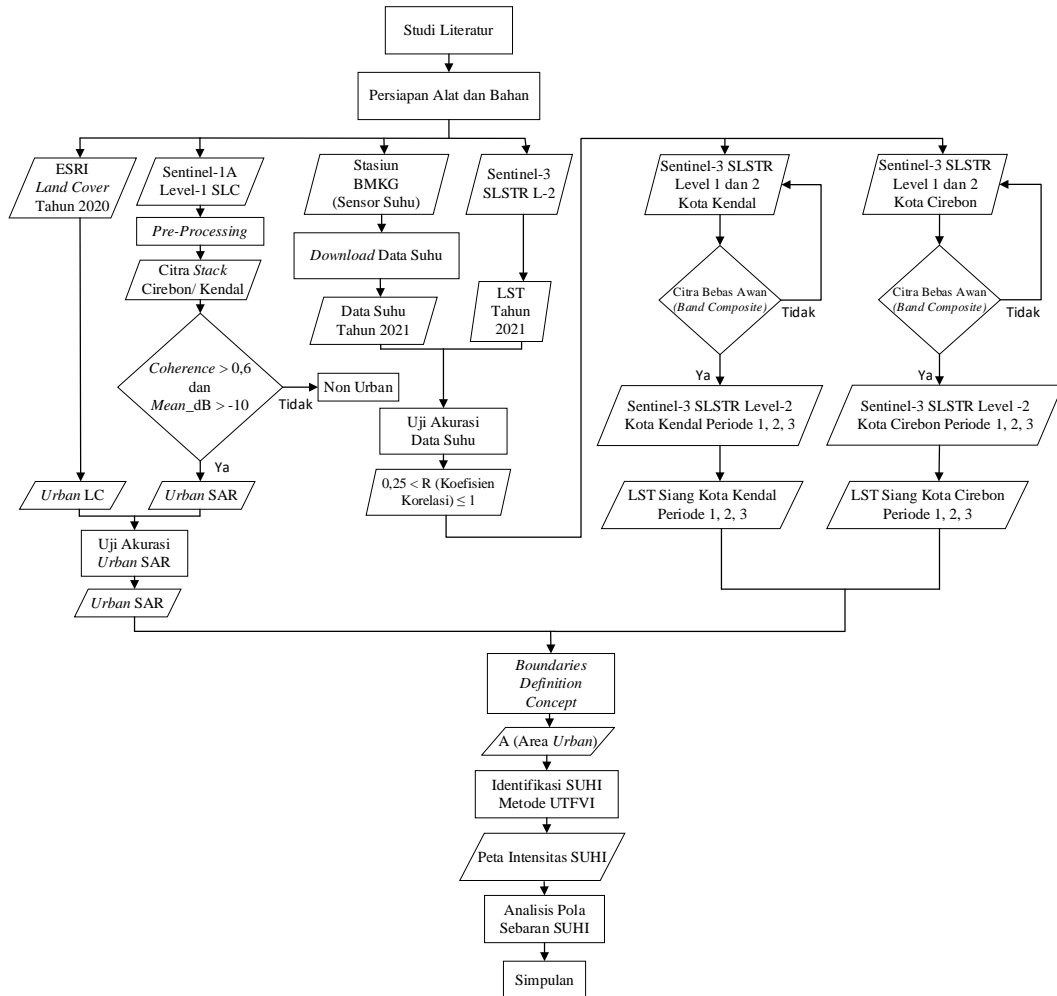 Studi Literatur
Persiapan Alat dan Bahan
ESRI
Land Cover
Tahun 2020
Sentinel-1A
Level-1 SLC
Stasiun
BMKG
(Sensor Suhu)
Sentinel-3
SLSTR L-2
Sentinel-3 SLSTR
Level 1 dan 2
Kota Kendal
Sentinel-3 SLSTR
Level 1 dan 2
Kota Cirebon
Pre-Processing
Download Data Suhu
Citra Stack
Cirebon/ Kendal
Data Suhu
Tahun 2021
LST
Tahun
2021
Citra Bebas Awan
(Band Composite)
Tidak
Citra Bebas Awan
(Band Composite)
Tidak
Coherence > 0,6
dan
Mean_dB > -10
Tidak
Non Urban
Ya
Ya
Ya
Uji Akurasi
Data Suhu
Sentinel-3 SLSTR Level-2
Kota Kendal Periode 1, 2, 3
Sentinel-3 SLSTR Level -2
Kota Cirebon Periode 1, 2, 3
0,25 < R (Koefisien
Korelasi) ≤ 1
Urban LC
Urban SAR
LST Siang Kota Kendal
Periode 1, 2, 3
LST Siang Kota Cirebon
Periode 1, 2, 3
Uji Akurasi
Urban SAR
Urban SAR
Boundaries
Definition
Concept
A (Area Urban)
Identifikasi SUHI
Metode UTFVI
Peta Intensitas SUHI
Analisis Pola
Sebaran SUHI
Simpulan